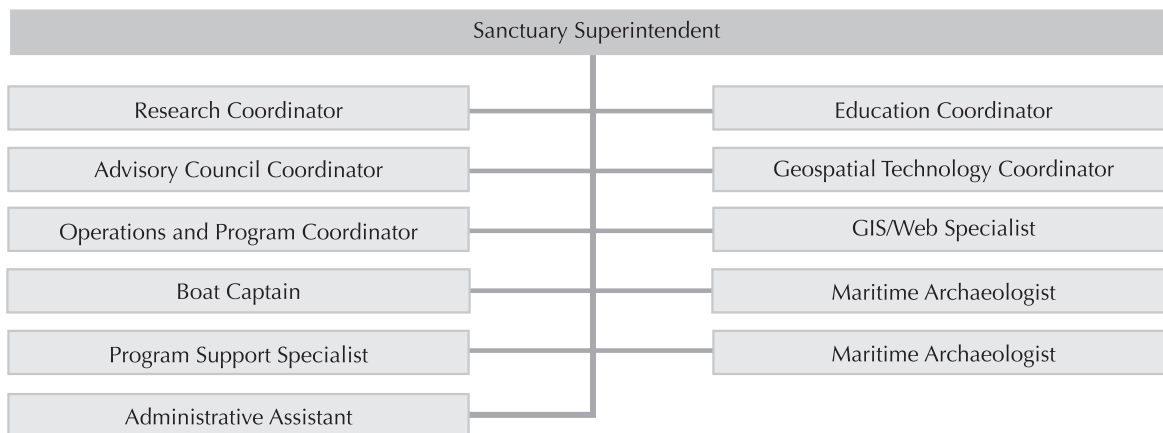 Sanctuary Superintendent
Research Coordinator
Education Coordinator
Advisory Council Coordinator
Geospatial Technology Coordinator
Operations and Program Coordinator
GIS/Web Specialist
Boat Captain
Maritime Archaeologist
Program Support Specialist
Maritime Archaeologist
Administrative Assistant